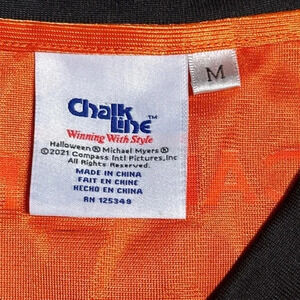 Chalk
Line™
Winning With Style
Halloween® Michael Myers®
©2021 Compass Intl Pictures,Inc
All Rights Reserved.
MADE IN CHINA
FAIT EN CHINE
HECHO EN CHINA
RN 125349
M